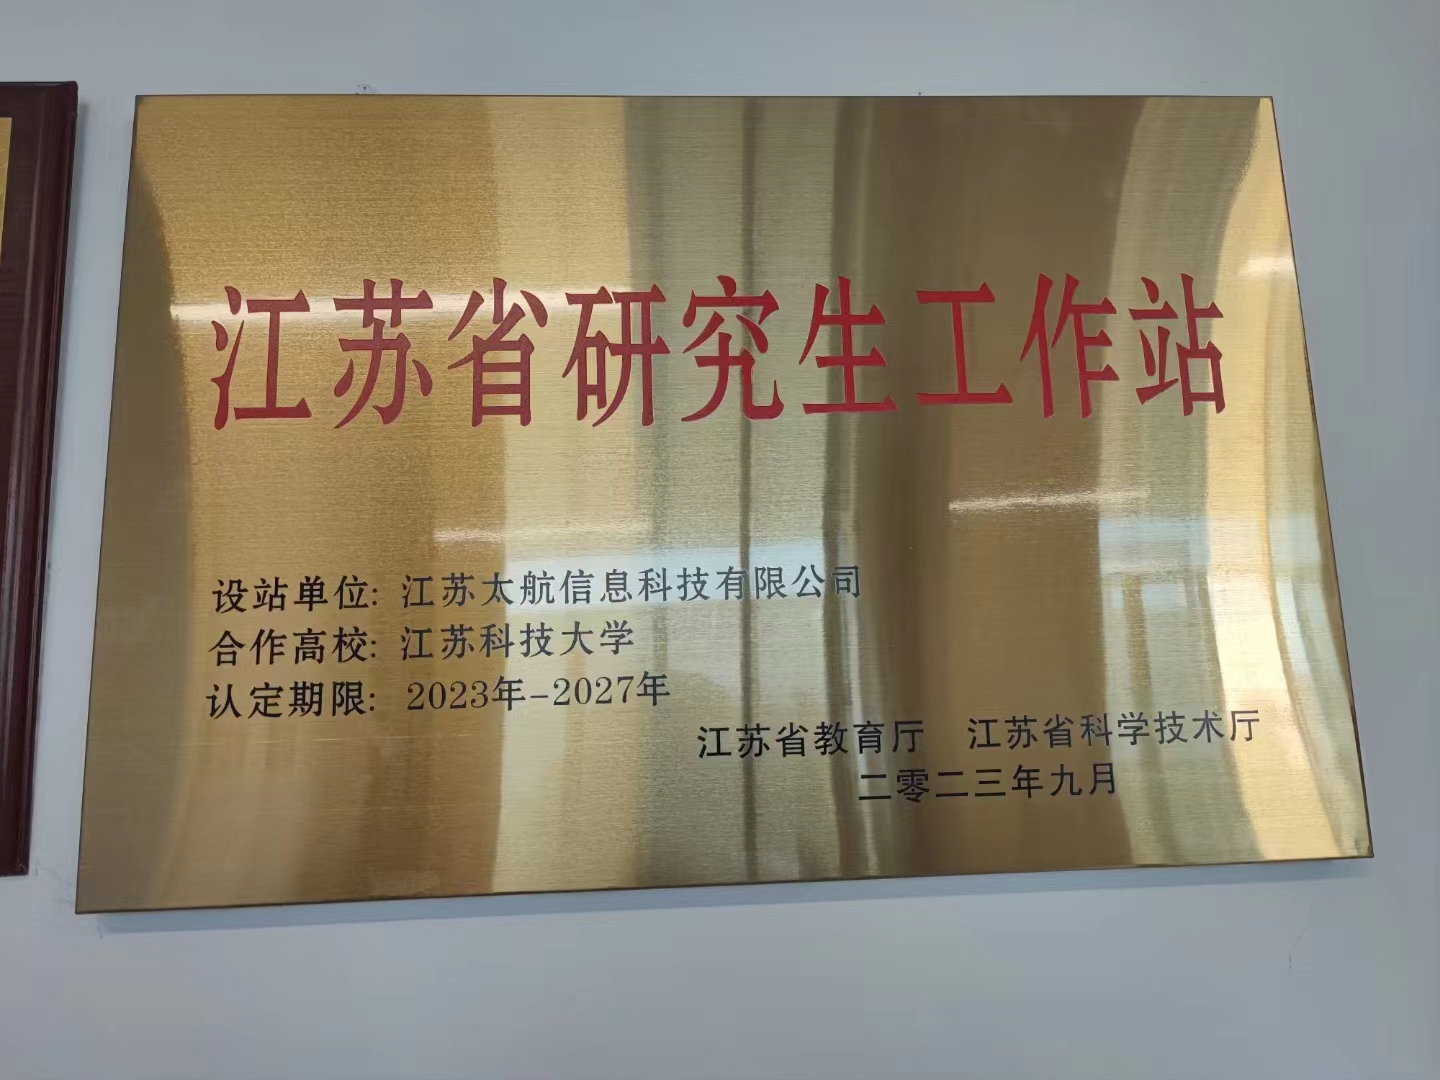 江苏省研究生工作站
设站单位: 江苏太航信息科技有限公司
合作高校: 江苏科技大学
认定期限: 2023年-2027年
江苏省教育厅 江苏省科学技术厅
二零二三年九月